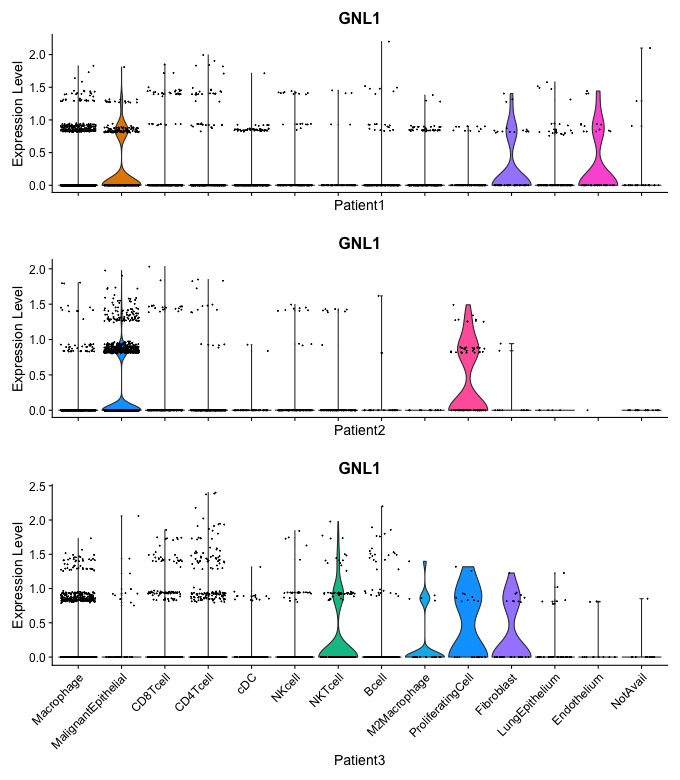 GNL1
Expression Level
2.0
1.5
1.0
0.5
0.0
Patient1
GNL1
Expression Level
2.0
1.5
1.0
0.5
0.0
Patient2
GNL1
Expression Level
2.5
2.0
1.5
1.0
0.5
0.0
Macrophage
MalignantEpithelial
CD8Tcell
CD4Tcell
cDC
NKcell
NKTcell
Bcell
M2Macrophage
ProliferatingCell
Fibroblast
LungEpithelium
Endothelium
NotAvail
Patient3